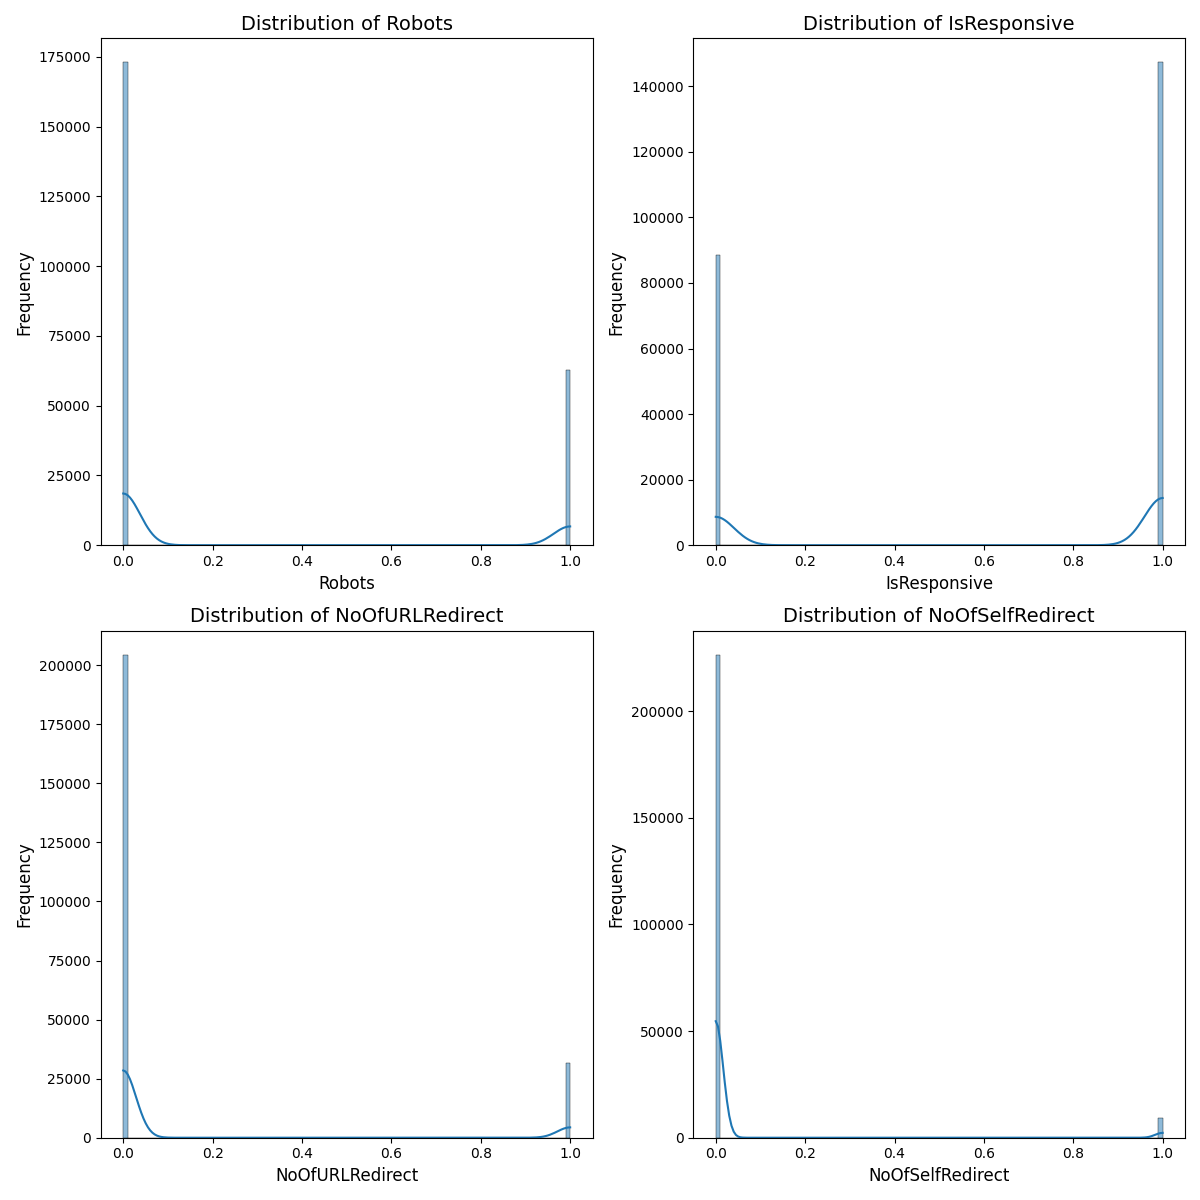 Distribution of Robots
175000
150000
125000
100000
75000
50000
25000
0
Frequency
0.0 0.2 0.4 0.6 0.8 1.0
Robots
Distribution of IsResponsive
140000
120000
100000
80000
60000
40000
20000
0
Frequency
0.0 0.2 0.4 0.6 0.8 1.0
IsResponsive
Distribution of NoOfURLRedirect
200000
175000
150000
125000
100000
75000
50000
25000
0
Frequency
0.0 0.2 0.4 0.6 0.8 1.0
NoOfURLRedirect
Distribution of NoOfSelfRedirect
200000
150000
100000
50000
0
Frequency
0.0 0.2 0.4 0.6 0.8 1.0
NoOfSelfRedirect